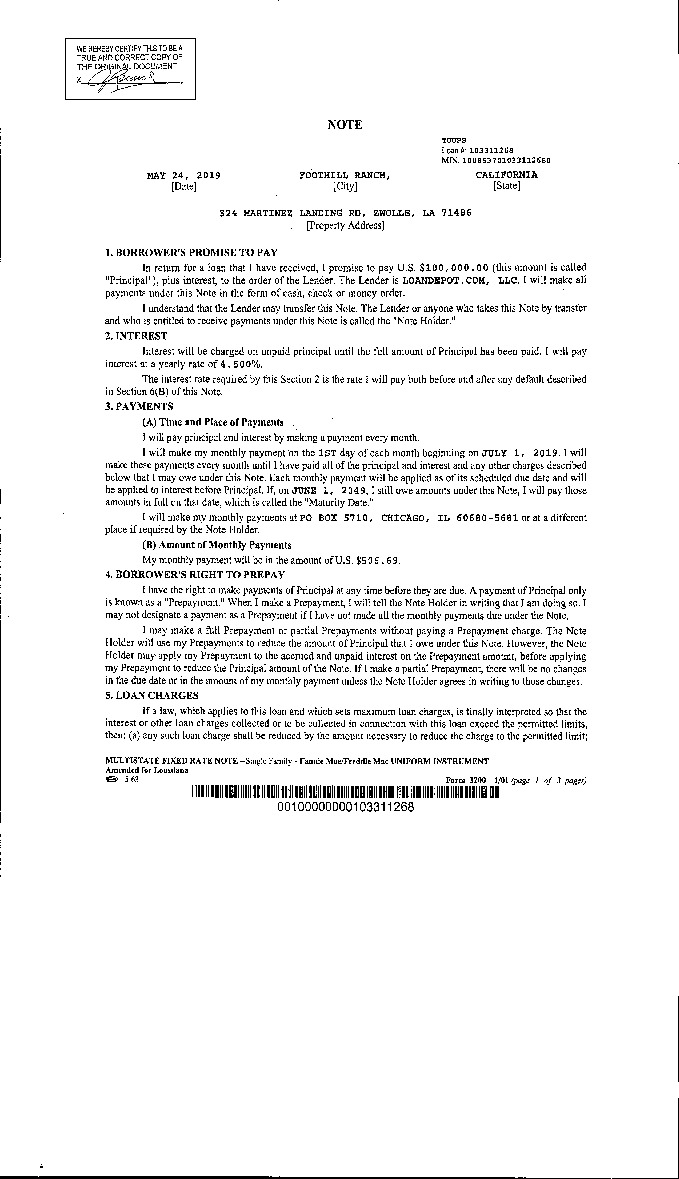 WE HEREBY CERTIFY THIS TO BE A
TRUE AND CORRECT COPY OF
THE ORIGINAL DOCUMENT
X
NOTE
TOUPS
Loan #: 103311268
MIN: 100853701033112680
MAY 24, 2019 FOOTHILL RANCH, CALIFORNIA
[Date] [City] [State]
324 MARTINEZ LANDING RD, ZWOLLE, LA 71486
[Property Address]
1. BORROWER'S PROMISE TO PAY
In return for a loan that I have received, I promise to pay U.S. $100,000.00 (this amount is called
"Principal"), plus interest, to the order of the Lender. The Lender is LOANDEPOT.COM, LLC. I will make all
payments under this Note in the form of cash, check or money order.
I understand that the Lender may transfer this Note. The Lender or anyone who takes this Note by transfer
and who is entitled to receive payments under this Note is called the "Note Holder."
2. INTEREST
Interest will be charged on unpaid principal until the full amount of Principal has been paid. I will pay
interest at a yearly rate of 4.500%.
The interest rate required by this Section 2 is the rate I will pay both before and after any default described
in Section 6(B) of this Note.
3. PAYMENTS
(A) Time and Place of Payments
I will pay principal and interest by making a payment every month.
I will make my monthly payment on the 1ST day of each month beginning on JULY 1, 2019. I will
make these payments every month until I have paid all of the principal and interest and any other charges described
below that I may owe under this Note. Each monthly payment will be applied as of its scheduled due date and will
be applied to interest before Principal. If, on JUNE 1, 2049, I still owe amounts under this Note, I will pay those
amounts in full on that date, which is called the "Maturity Date."
I will make my monthly payments at PO BOX 5710, CHICAGO, IL 60680-5681 or at a different
place if required by the Note Holder.
(B) Amount of Monthly Payments
My monthly payment will be in the amount of U.S. $506.69.
4. BORROWER'S RIGHT TO PREPAY
I have the right to make payments of Principal at any time before they are due. A payment of Principal only
is known as a "Prepayment." When I make a Prepayment, I will tell the Note Holder in writing that I am doing so. I
may not designate a payment as a Prepayment if I have not made all the monthly payments due under the Note.
I may make a full Prepayment or partial Prepayments without paying a Prepayment charge. The Note
Holder will use my Prepayments to reduce the amount of Principal that I owe under this Note. However, the Note
Holder may apply my Prepayment to the accrued and unpaid interest on the Prepayment amount, before applying
my Prepayment to reduce the Principal amount of the Note. If I make a partial Prepayment, there will be no changes
in the due date or in the amount of my monthly payment unless the Note Holder agrees in writing to those changes.
5. LOAN CHARGES
If a law, which applies to this loan and which sets maximum loan charges, is finally interpreted so that the
interest or other loan charges collected or to be collected in connection with this loan exceed the permitted limits,
then: (a) any such loan charge shall be reduced by the amount necessary to reduce the charge to the permitted limit;
MULTISTATE FIXED RATE NOTE –Single Family - Fannie Mae/Freddie Mac UNIFORM INSTRUMENT
Amended for Louisiana
Form 3200 1/01 (page 1 of 3 pages)
00100000000103311268